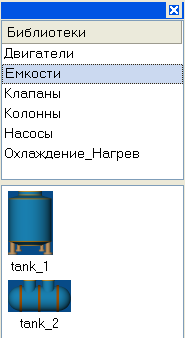 Библиотеки
Двигатели
Емкости
Клапаны
Колонны
Насосы
Охлаждение_Нагрев
tank_1
tank_2